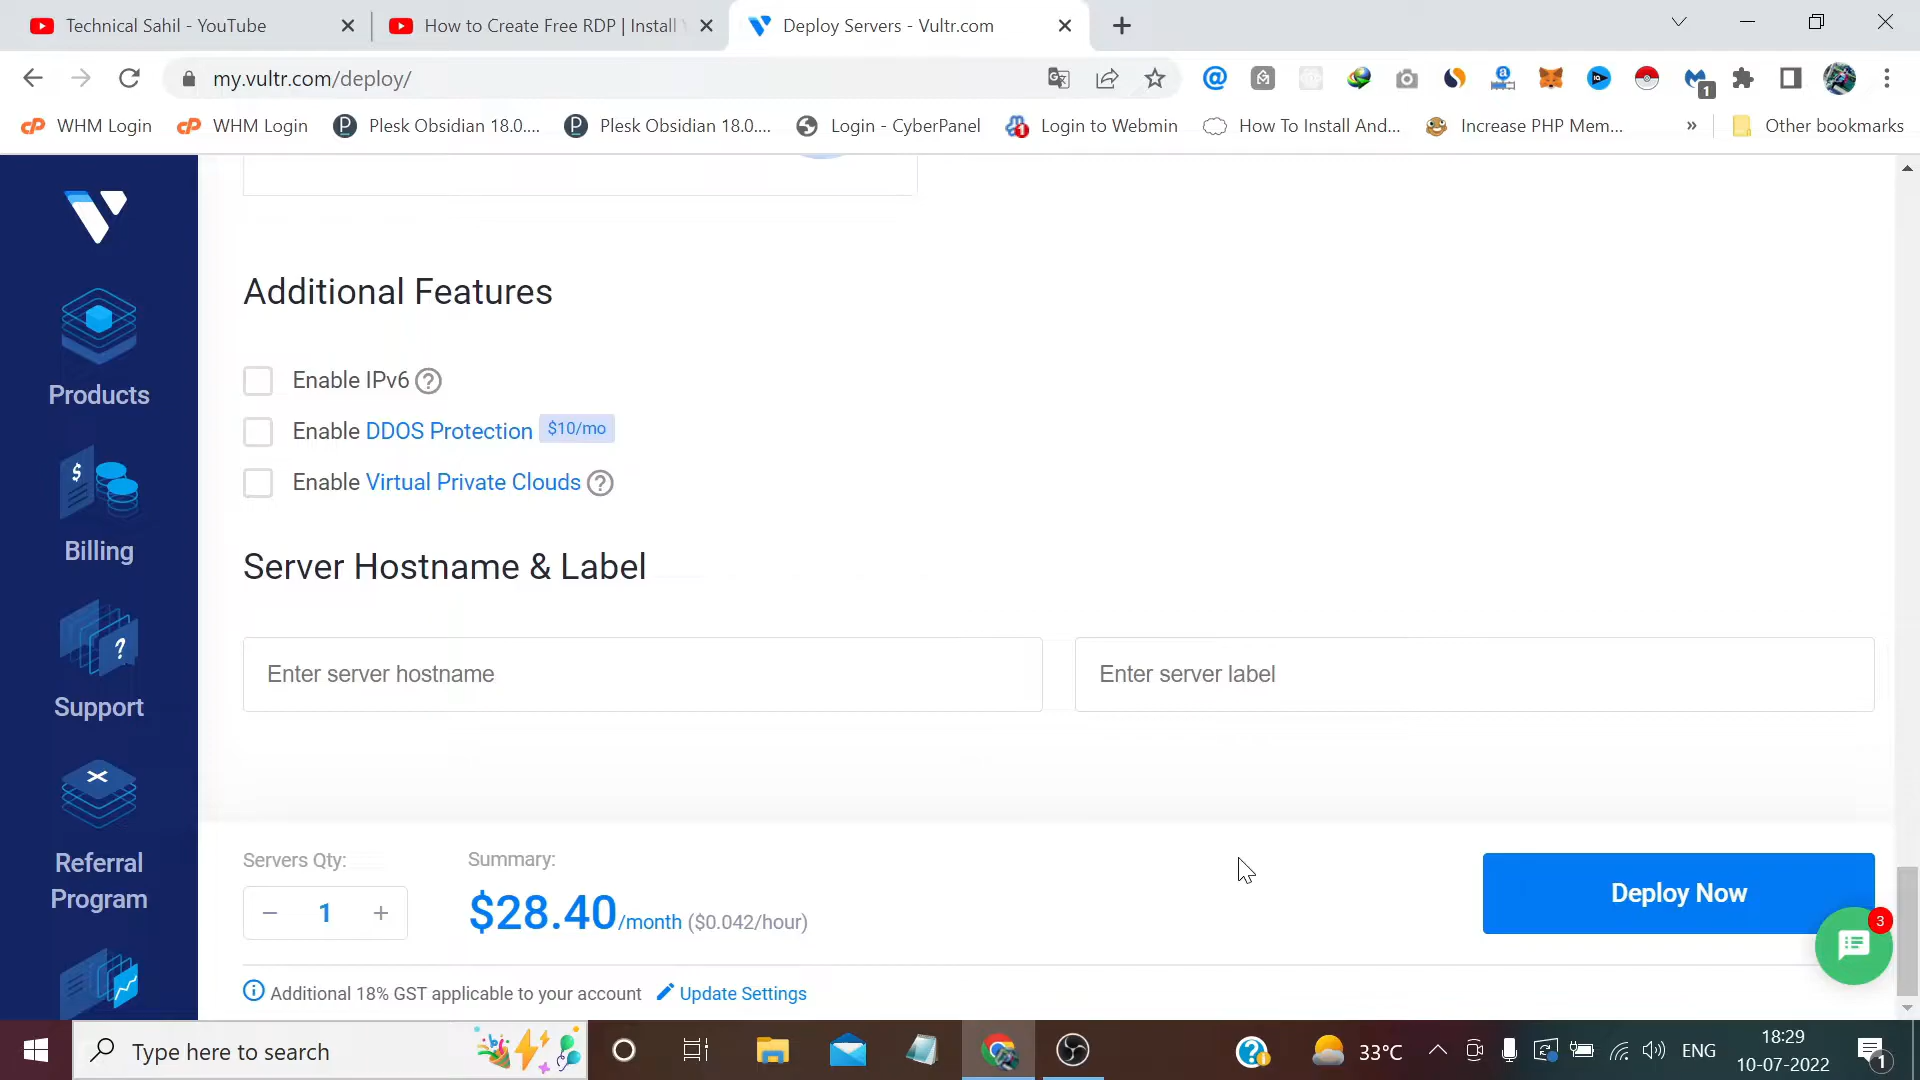 Technical Sahil - YouTube
How to Create Free RDP | Install
Deploy Servers - Vultr.com
my.vultr.com/deploy/
1
WHM Login
WHM Login
Plesk Obsidian 18.0....
Plesk Obsidian 18.0....
Login - CyberPanel
Login to Webmin
How To Install And...
Increase PHP Mem...
»
Other bookmarks
Products
Billing
Support
Referral
Program
Additional Features
Enable IPv6
Enable DDOS Protection $10/mo
Enable Virtual Private Clouds
Server Hostname & Label
Enter server hostname
Enter server label
Servers Qty:
− 1 +
Summary:
$28.40/month ($0.042/hour)
Deploy Now
3
Additional 18% GST applicable to your account
Update Settings
Type here to search
33°C
ENG
18:29
10-07-2022
1